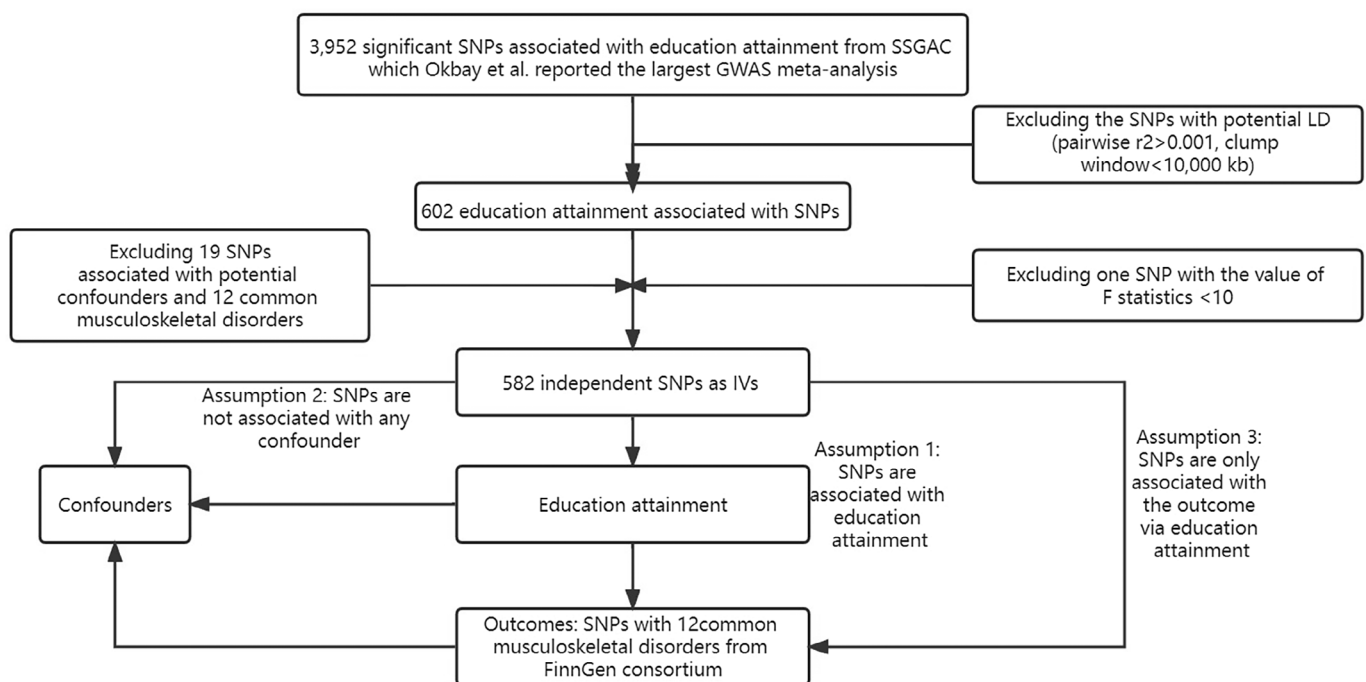 3,952 significant SNPs associated with education attainment from SSGAC
which Okbay et al. reported the largest GWAS meta-analysis
Excluding the SNPs with potential LD
(pairwise r2>0.001, clump
window<10,000 kb)
602 education attainment associated with SNPs
Excluding 19 SNPs
associated with potential
confounders and 12 common
musculoskeletal disorders
Excluding one SNP with the value of
F statistics <10
582 independent SNPs as IVs
Assumption 2: SNPs are
not associated with any
confounder
Assumption 1:
SNPs are
associated with
education
attainment
Assumption 3:
SNPs are only
associated with
the outcome
via education
attainment
Confounders
Education attainment
Outcomes: SNPs with 12common
musculoskeletal disorders from
FinnGen consortium